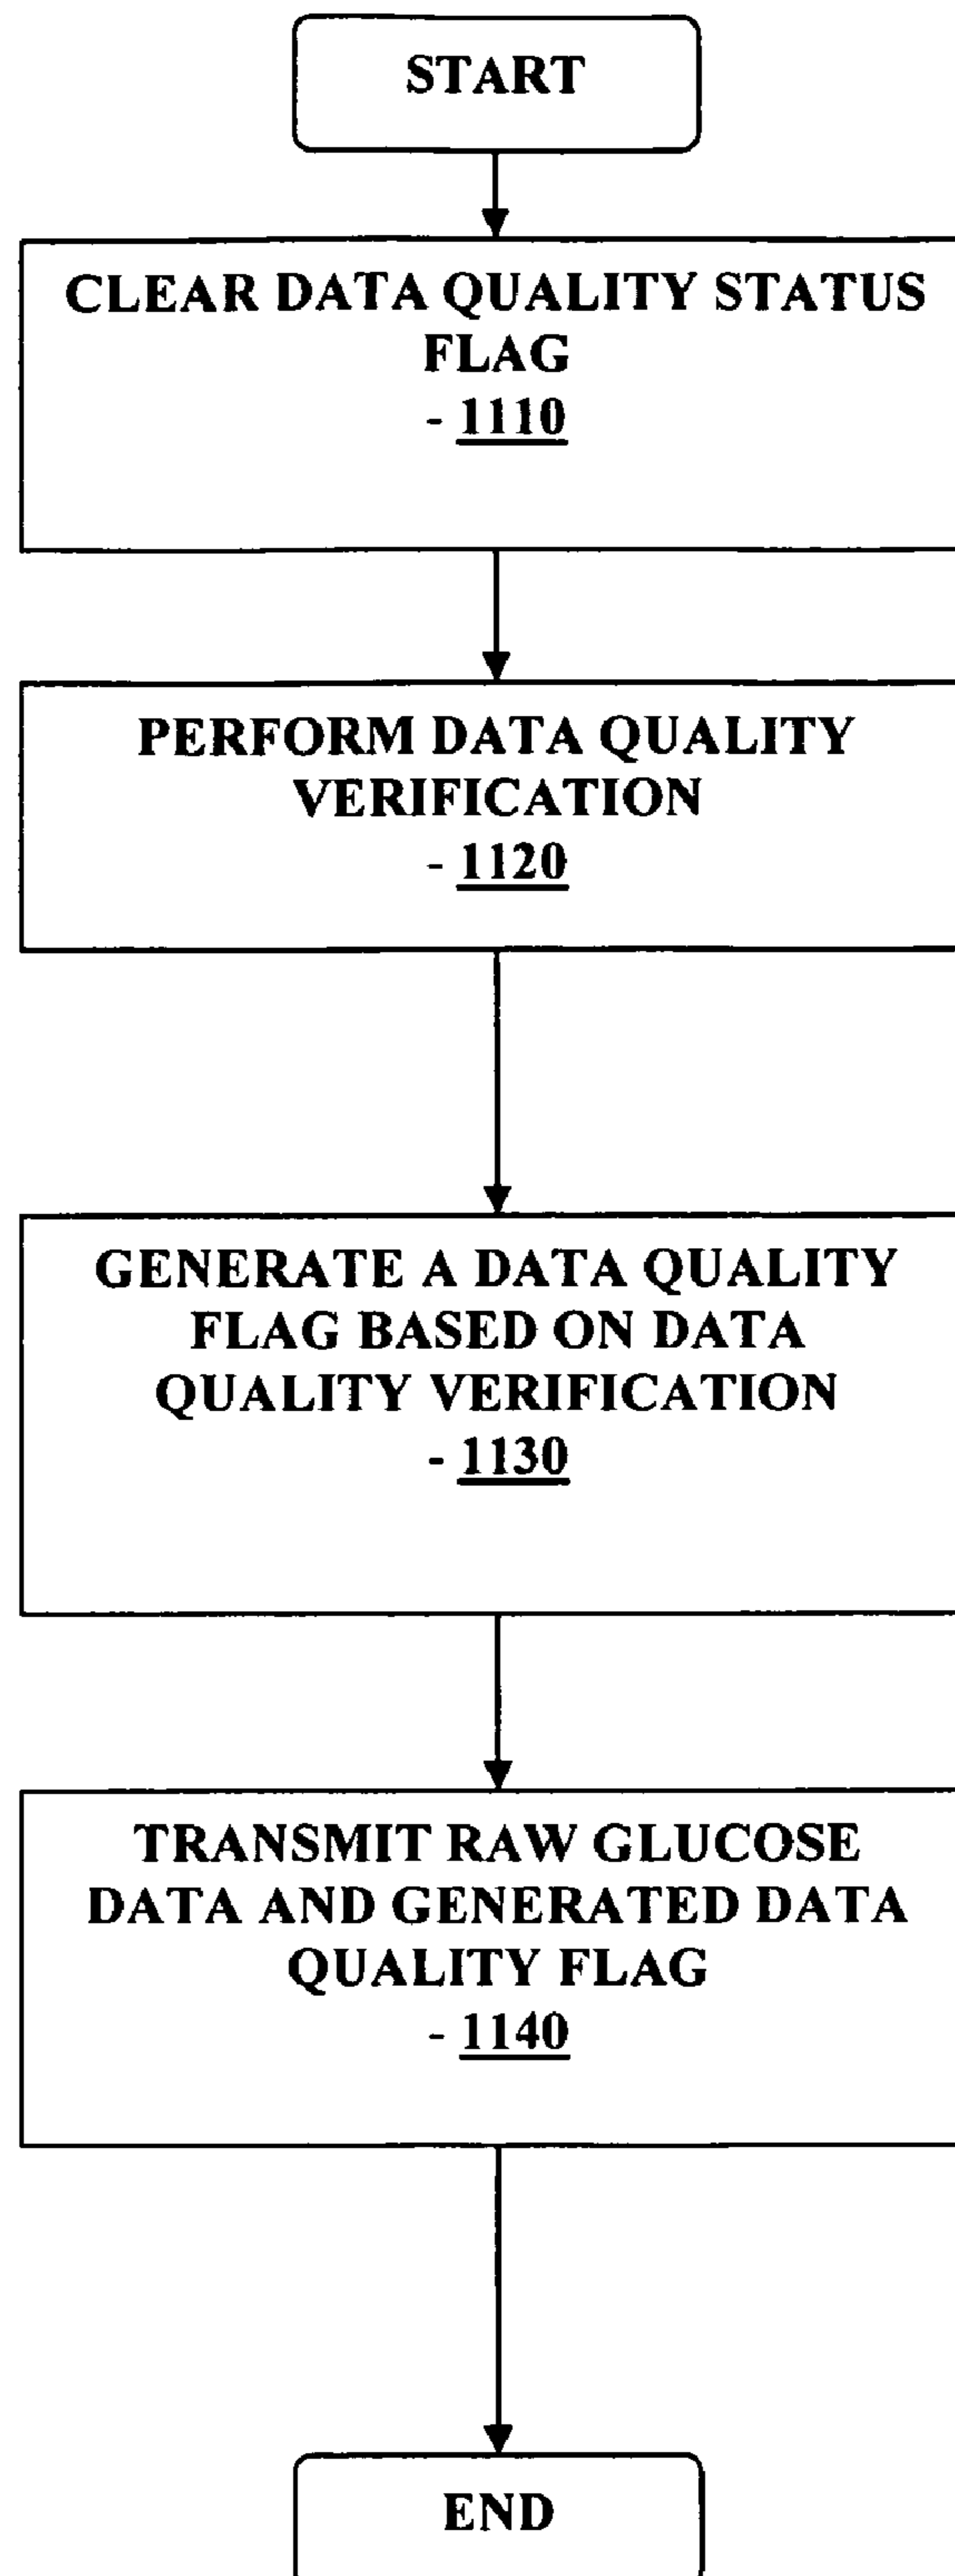 START
CLEAR DATA QUALITY STATUS
FLAG
- 1110
PERFORM DATA QUALITY
VERIFICATION
- 1120
GENERATE A DATA QUALITY
FLAG BASED ON DATA
QUALITY VERIFICATION
- 1130
TRANSMIT RAW GLUCOSE
DATA AND GENERATED DATA
QUALITY FLAG
- 1140
END